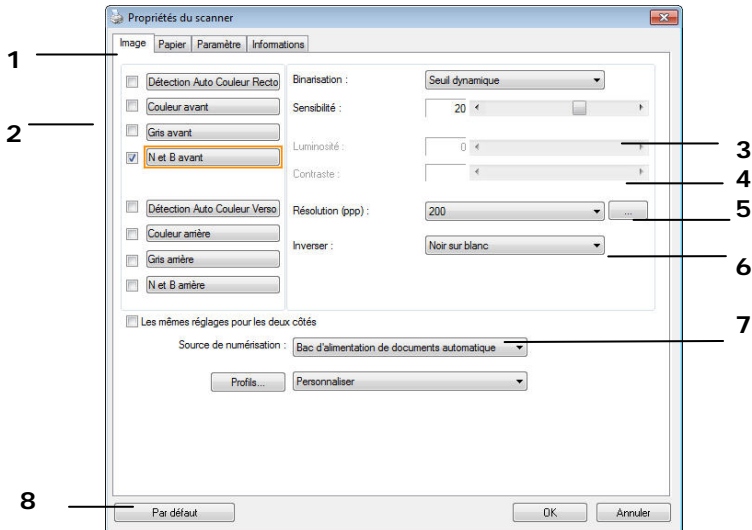 Propriétés du scanner
Image Papier Paramètre Informations
1
Détection Auto Couleur Recto
Binarisation : Seuil dynamique
Couleur avant
Sensibilité : 20
2
Gris avant
Luminosité : 0
3
N et B avant
Contraste :
4
Détection Auto Couleur Verso
Résolution (ppp) : 200 ...
5
Couleur arrière
Inverser : Noir sur blanc
6
Gris arrière
N et B arrière
Les mêmes réglages pour les deux côtés
7
Source de numérisation : Bac d'alimentation de documents automatique
Profils... Personnaliser
8
Par défaut OK Annuler